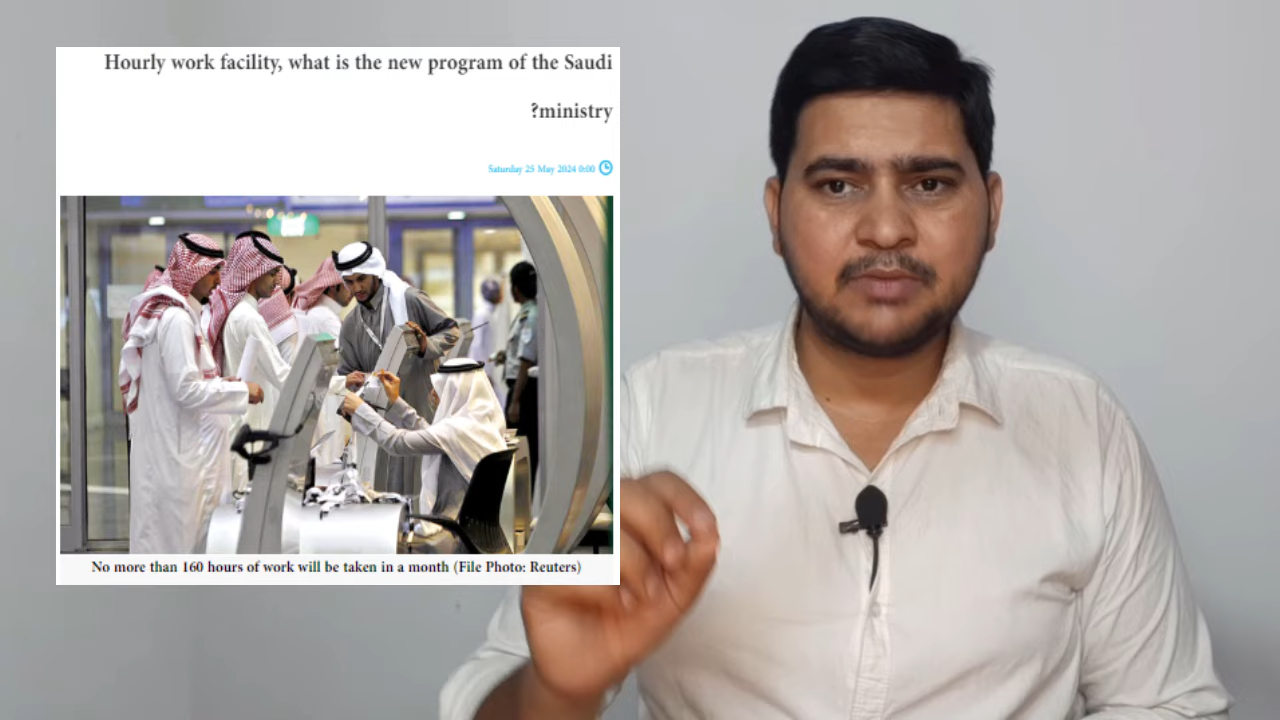 Hourly work facility, what is the new program of the Saudi
?ministry
Saturday 25 May 2024 0:00
No more than 160 hours of work will be taken in a month (File Photo: Reuters)